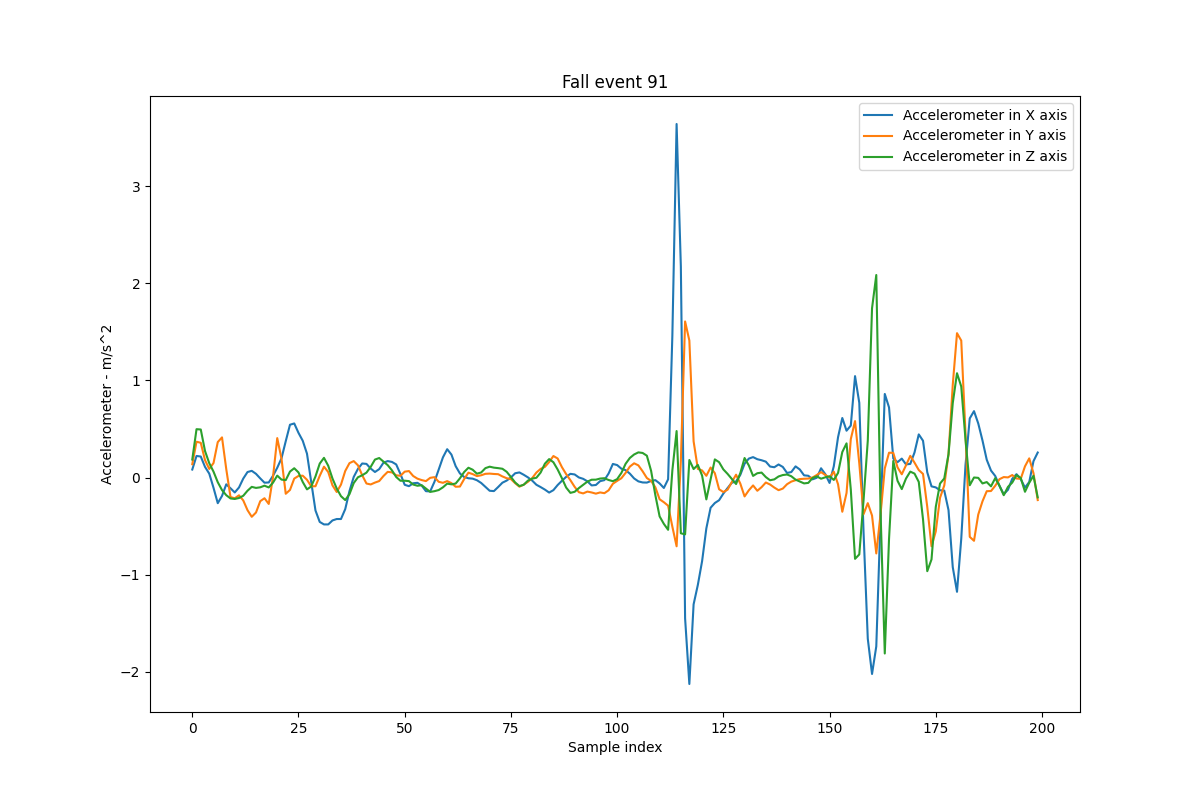 Fall event 91
Accelerometer in X axis
Accelerometer in Y axis
Accelerometer in Z axis
Accelerometer - m/s^2
3
2
1
0
−1
−2
0 25 50 75 100 125 150 175 200
Sample index